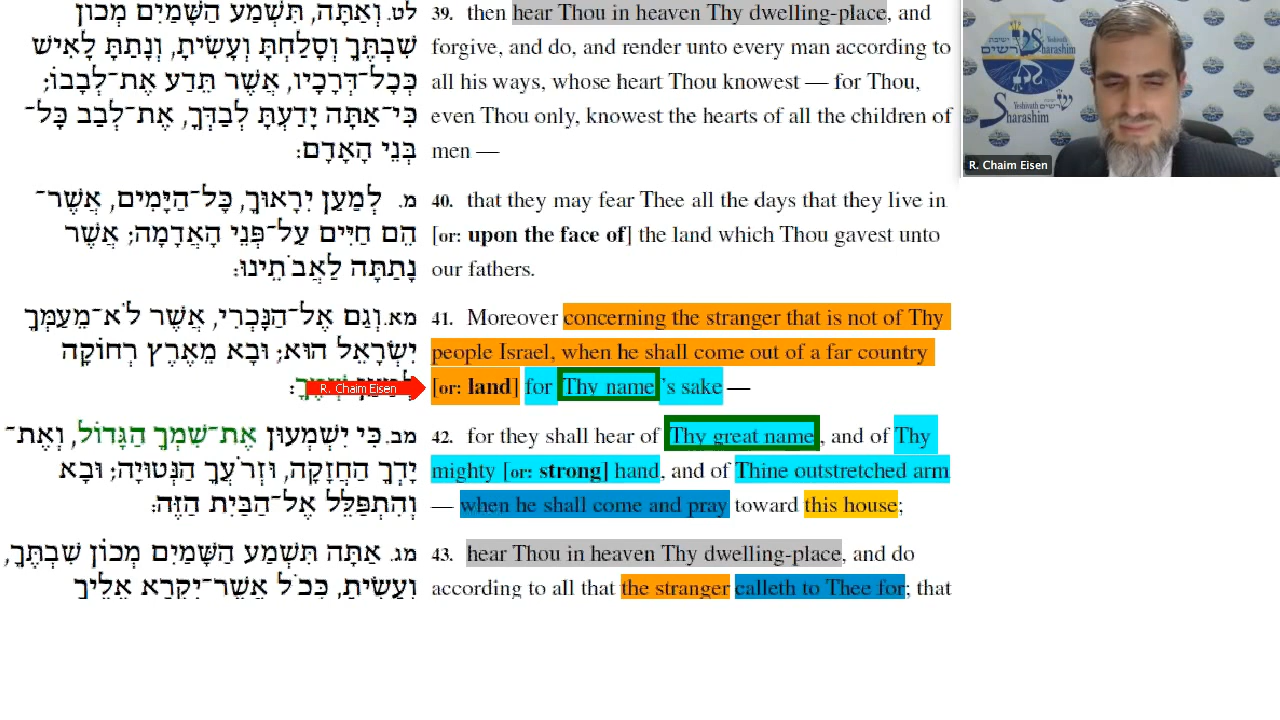 לט. וְאַתָּה, תִּשְׁמַע הַשָּׁמַיִם מְכוֹן
שִׁבְתֶּךָ וְסָלַחְתָּ וְעָשִׂיתָ, וְנָתַתָּ לָאִישׁ
כְּכָל־דְּרָכָיו, אֲשֶׁר תֵּדַע אֶת־לְבָבוֹ;
כִּי־אַתָּה יָדַעְתָּ לְבַדְּךָ, אֶת־לְבַב כָּל־
בְּנֵי הָאָדָם:
39. then hear Thou in heaven Thy dwelling-place, and
forgive, and do, and render unto every man according to
all his ways, whose heart Thou knowest — for Thou,
even Thou only, knowest the hearts of all the children of
men —
מ. לְמַעַן יִרָאוּךָ, כָּל־הַיָּמִים, אֲשֶׁר־
הֵם חַיִּים עַל־פְּנֵי הָאֲדָמָה; אֲשֶׁר
נָתַתָּה לַאֲבֹתֵינוּ:
40. that they may fear Thee all the days that they live in
[or: upon the face of] the land which Thou gavest unto
our fathers.
מא. וְגַם אֶל־הַנָּכְרִי, אֲשֶׁר לֹא־מֵעַמְּךָ
יִשְׂרָאֵל הוּא; וּבָא מֵאֶרֶץ רְחוֹקָה
שְׁמֶךָ:
R. Chaim Eisen
41. Moreover concerning the stranger that is not of Thy
people Israel, when he shall come out of a far country
[or: land] for Thy name's sake —
מב. כִּי יִשְׁמְעוּן אֶת־שִׁמְךָ הַגָּדוֹל, וְאֶת־
יָדְךָ הַחֲזָקָה, וּזְרֹעֲךָ הַנְּטוּיָה; וּבָא
וְהִתְפַּלֵּל אֶל־הַבַּיִת הַזֶּה:
42. for they shall hear of Thy great name, and of Thy
mighty [or: strong] hand, and of Thine outstretched arm
— when he shall come and pray toward this house;
מג. אַתָּה תִּשְׁמַע הַשָּׁמַיִם מְכוֹן שִׁבְתֶּךָ,
וְעָשִׂיתָ, כְּכֹל אֲשֶׁר־יִקְרָא אֵלֶיךָ
43. hear Thou in heaven Thy dwelling-place, and do
according to all that the stranger calleth to Thee for; that
Sharashim
Yeshivath
Sharashim
R. Chaim Eisen